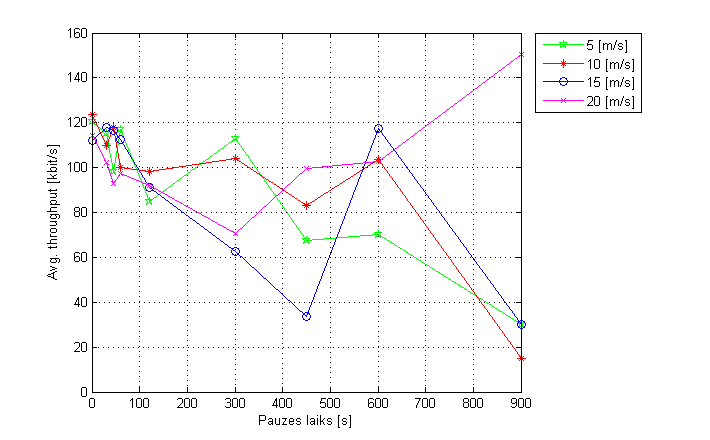 160
140
120
100
80
60
40
20
0
Avg. throughput [kbit/s]
0 100 200 300 400 500 600 700 800 900
Pauzes laiks [s]
5 [m/s]
10 [m/s]
15 [m/s]
20 [m/s]